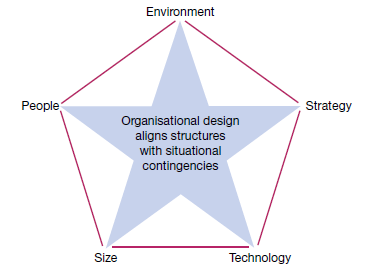 Environment
People
Strategy
Organisational design
aligns structures
with situational
contingencies
Size
Technology